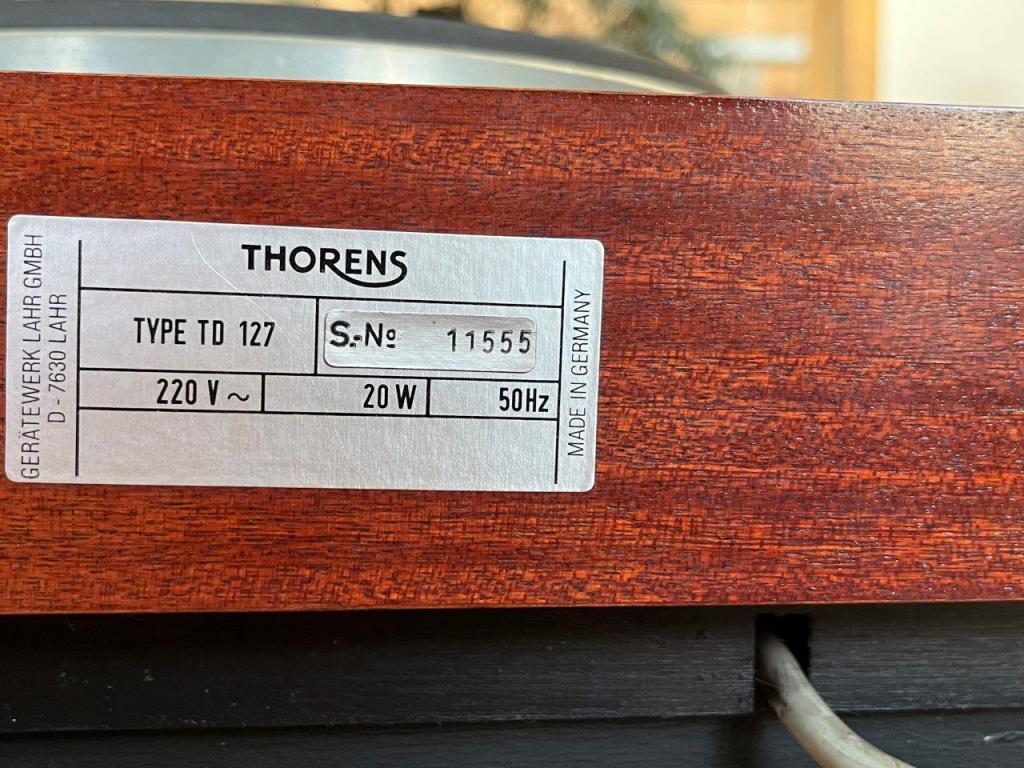 GERÄTEWERK LAHR GMBH
D - 7630 LAHR
THORENS
TYPE TD 127
S.-Nº 11555
220 V ~
20 W
50Hz
MADE IN GERMANY